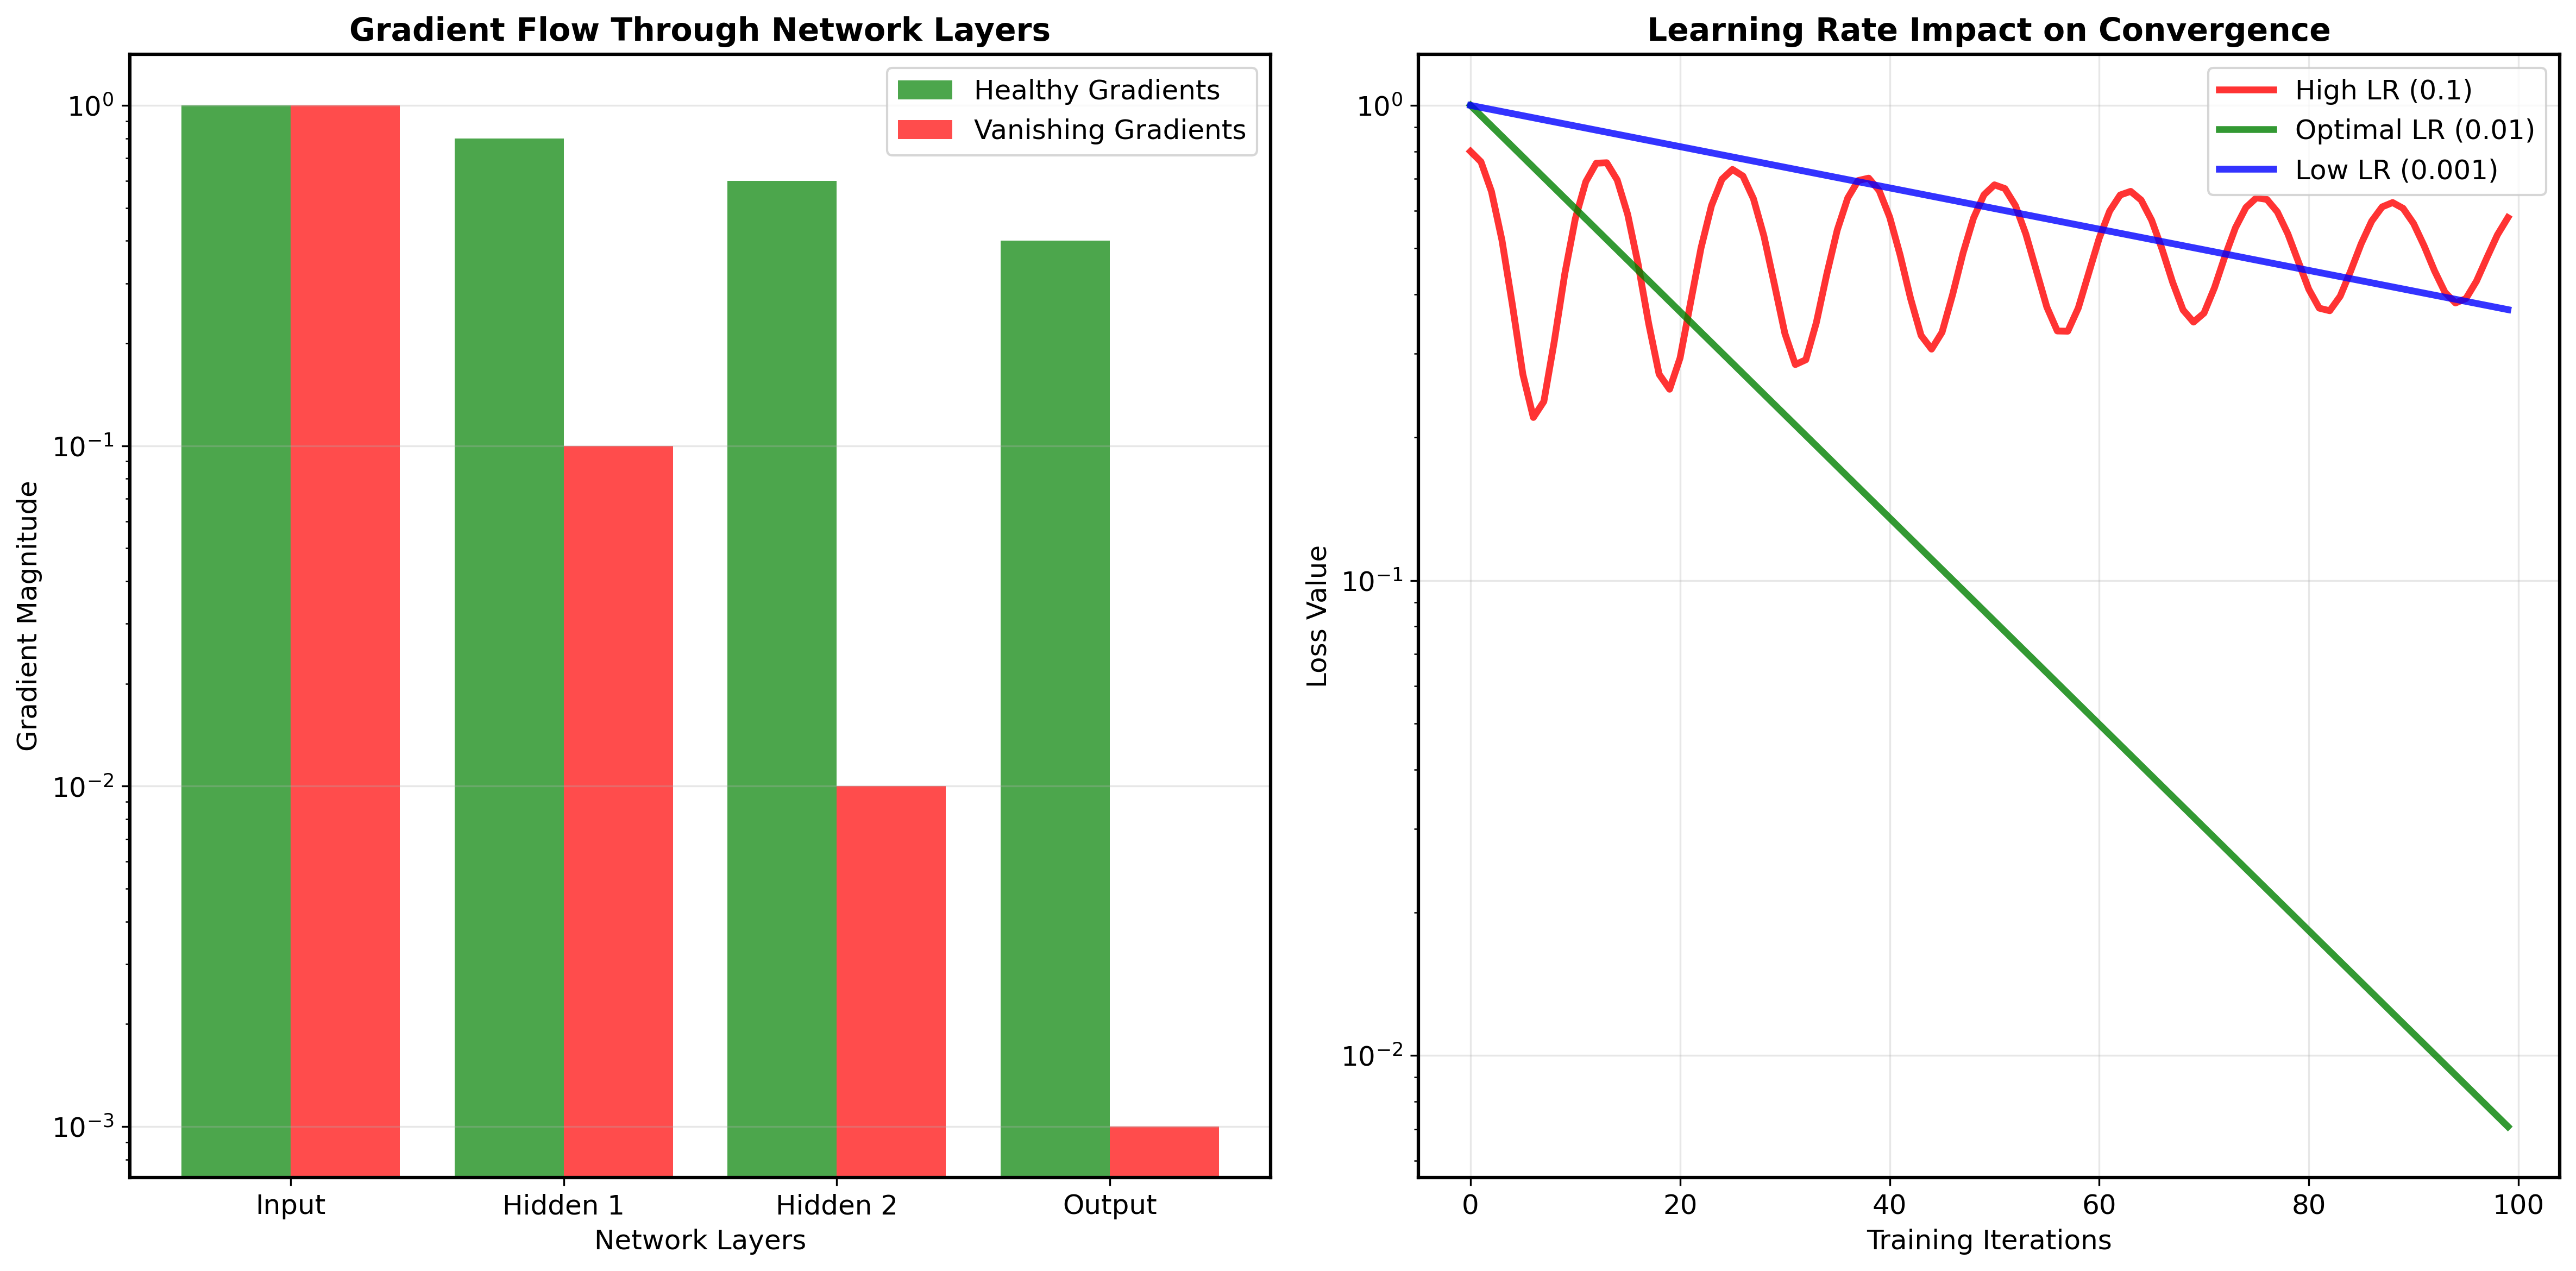 Gradient Flow Through Network Layers
Healthy Gradients
Vanishing Gradients
10⁰
10⁻¹
10⁻²
10⁻³
Gradient Magnitude
Input
Hidden 1
Hidden 2
Output
Network Layers
Learning Rate Impact on Convergence
High LR (0.1)
Optimal LR (0.01)
Low LR (0.001)
10⁰
10⁻¹
10⁻²
Loss Value
0
20
40
60
80
100
Training Iterations